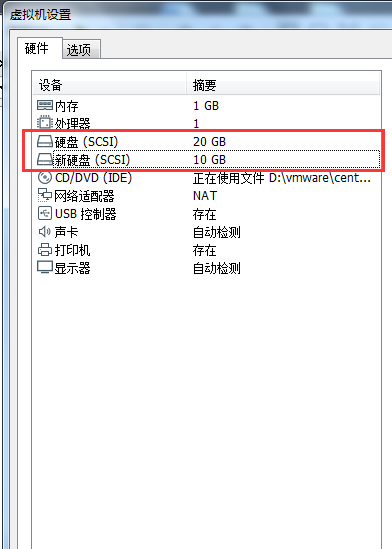 虚拟机设置
硬件 选项
设备 摘要
内存 1 GB
处理器 1
硬盘 (SCSI) 20 GB
新硬盘 (SCSI) 10 GB
CD/DVD (IDE) 正在使用文件 D:\vmware\cent...
网络适配器 NAT
USB 控制器 存在
声卡 自动检测
打印机 存在
显示器 自动检测